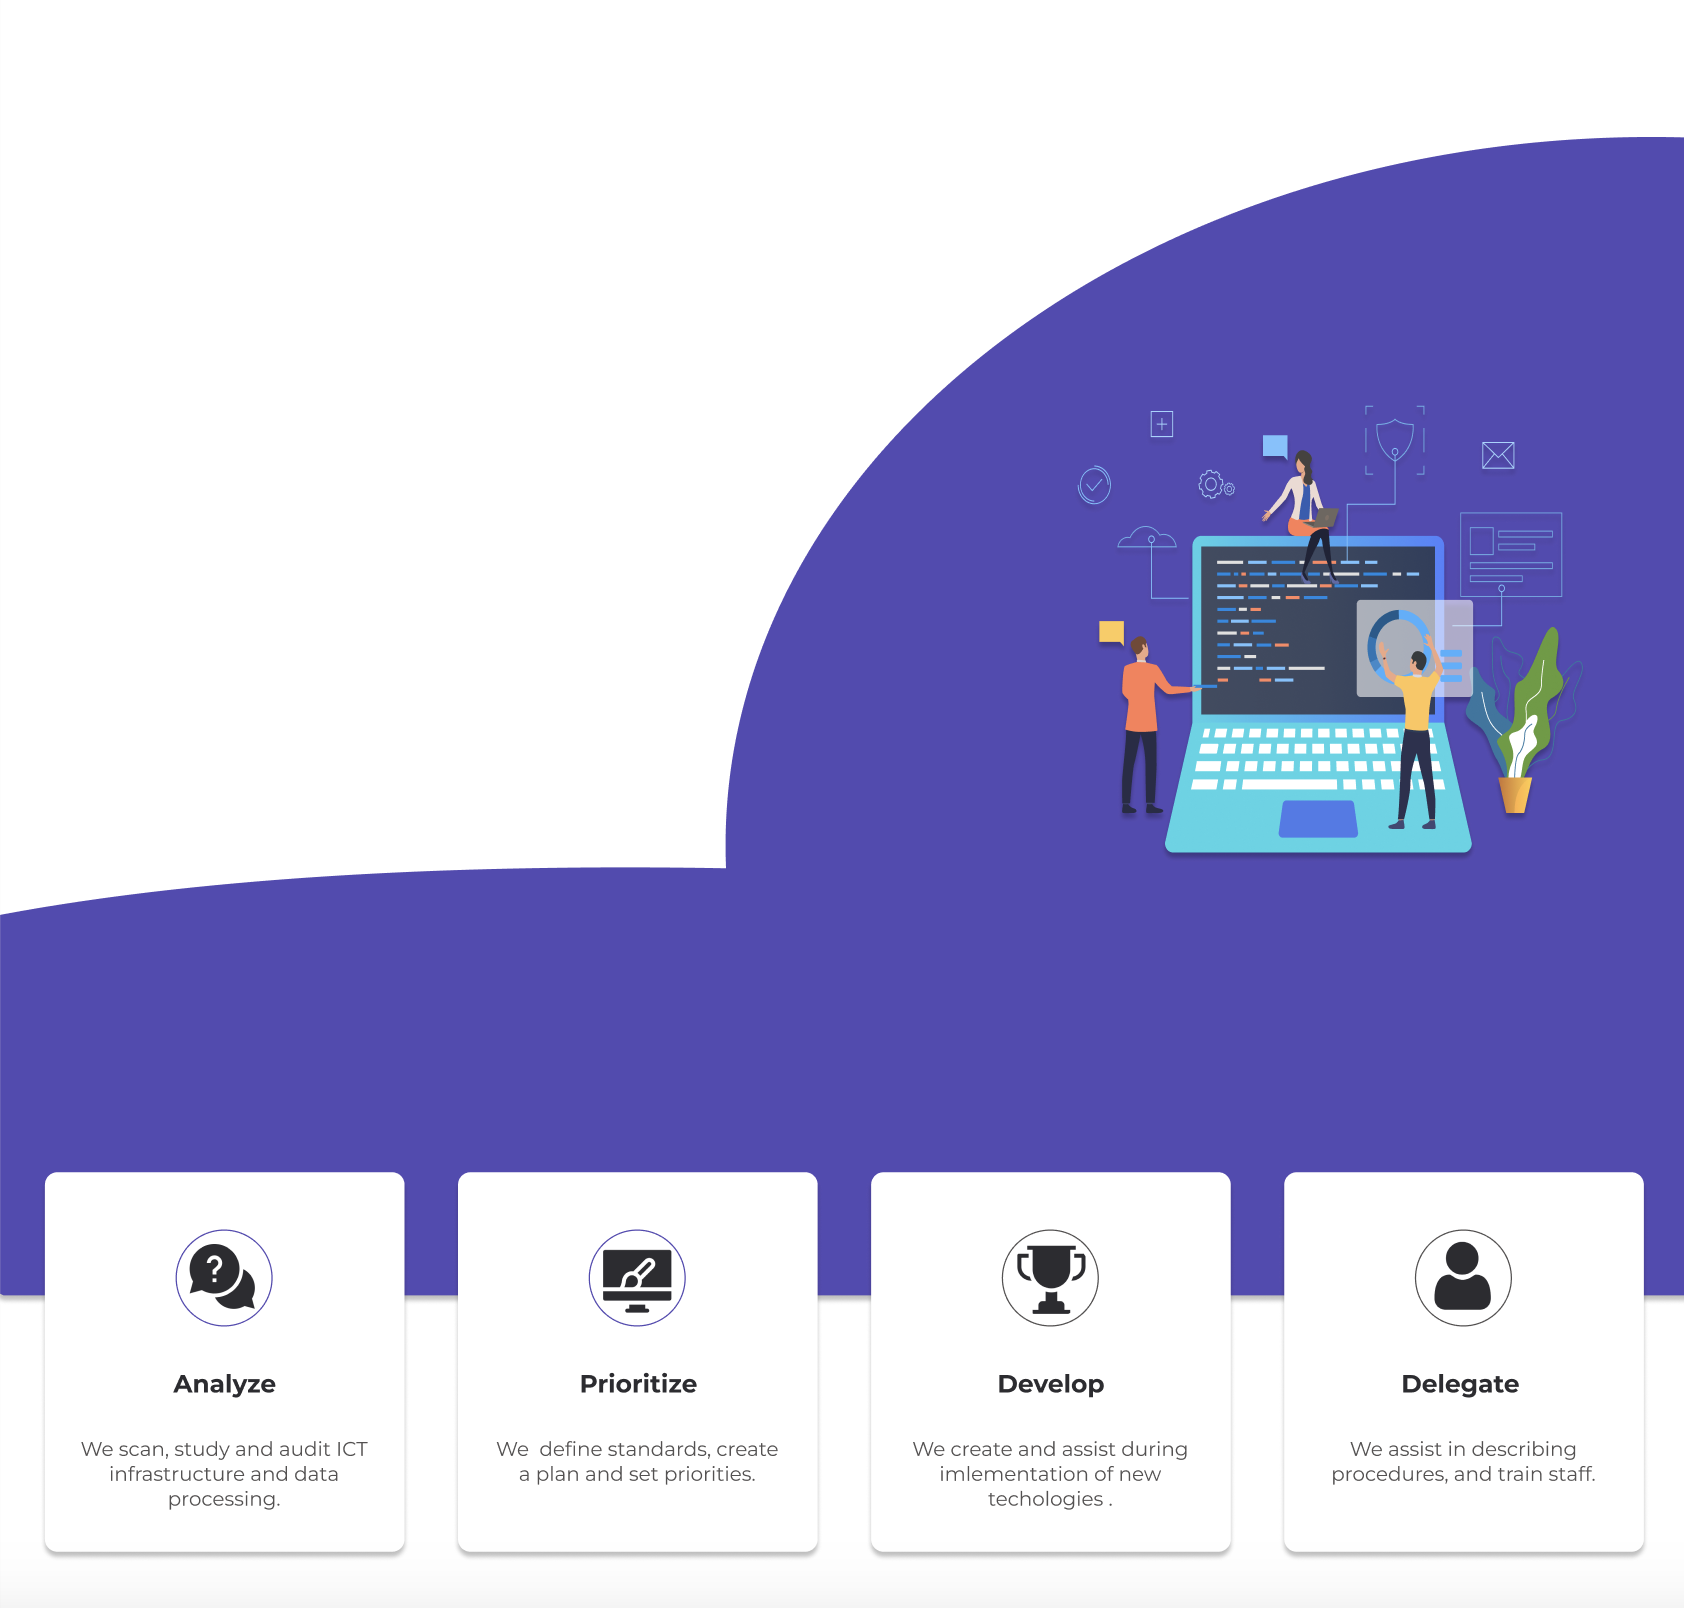 Analyze
We scan, study and audit ICT
infrastructure and data
processing.
Prioritize
We  define standards, create
a plan and set priorities.
Develop
We create and assist during
imlementation of new
techologies .
Delegate
We assist in describing
procedures, and train staff.